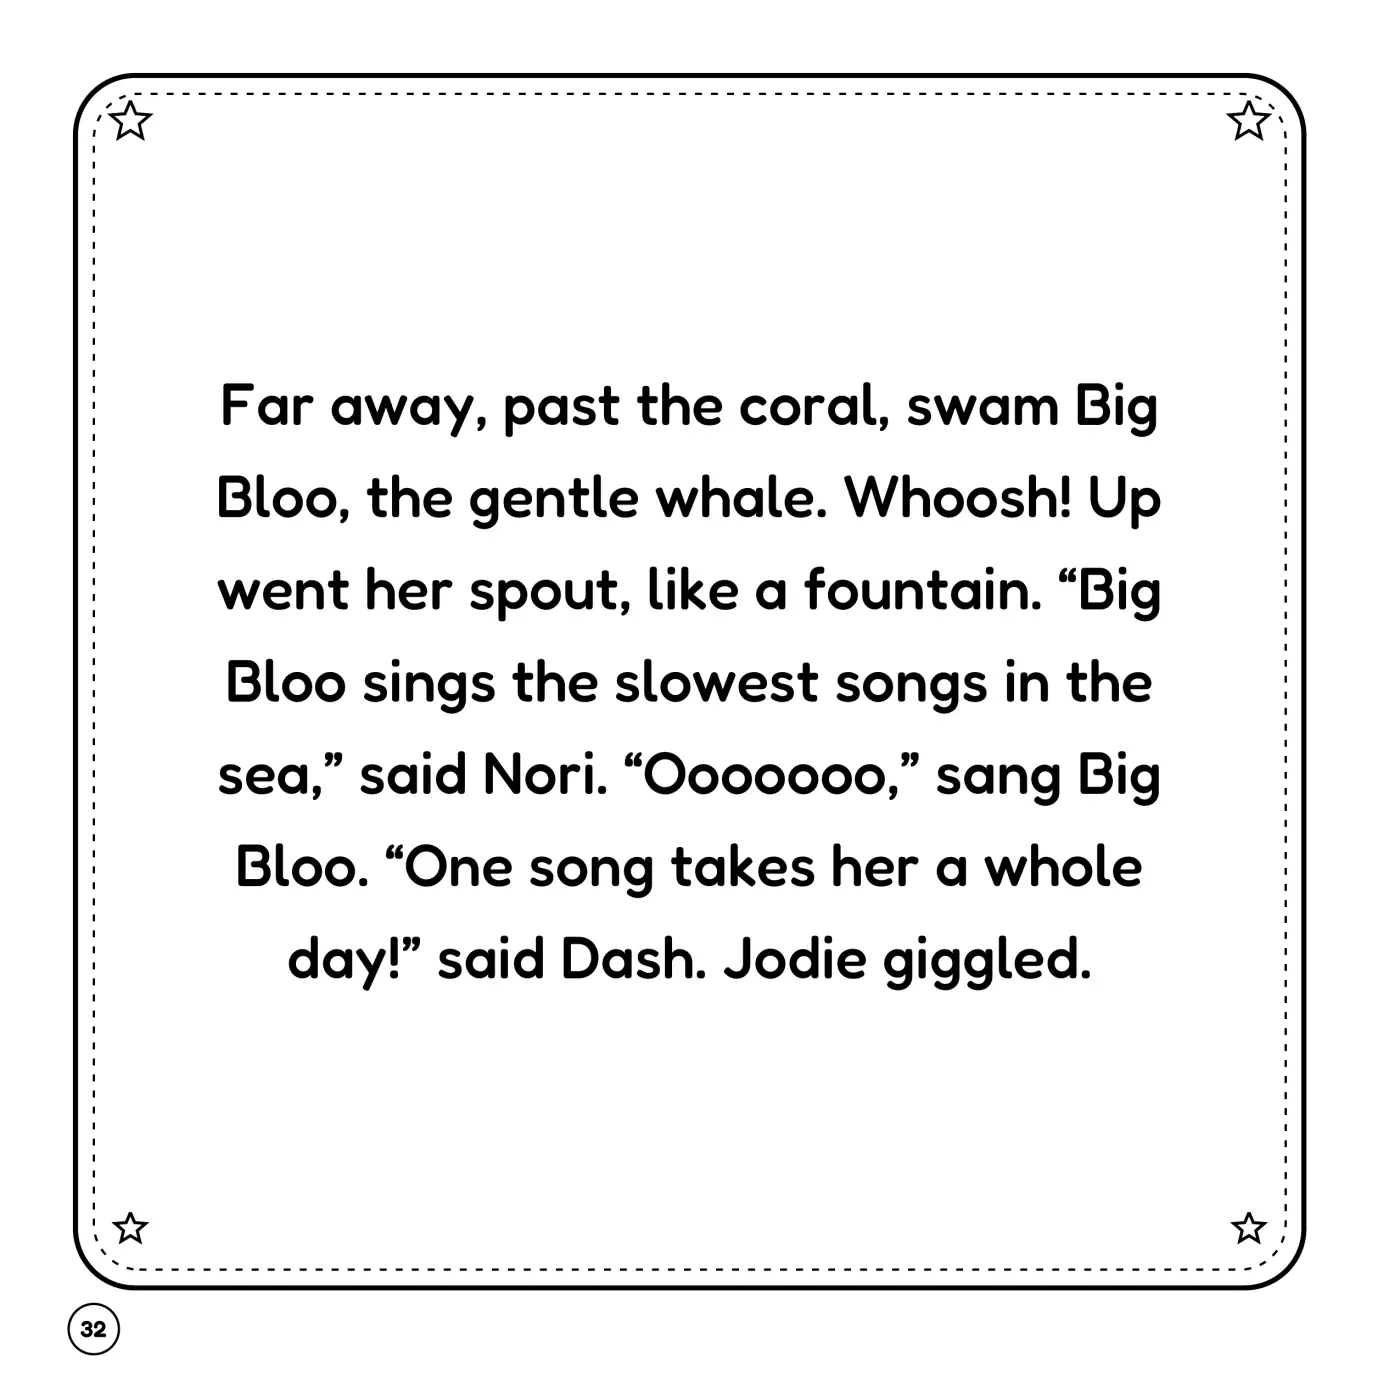 Far away, past the coral, swam Big
Bloo, the gentle whale. Whoosh! Up
went her spout, like a fountain. “Big
Bloo sings the slowest songs in the
sea,” said Nori. “Ooooooo,” sang Big
Bloo. “One song takes her a whole
day!” said Dash. Jodie giggled.
32